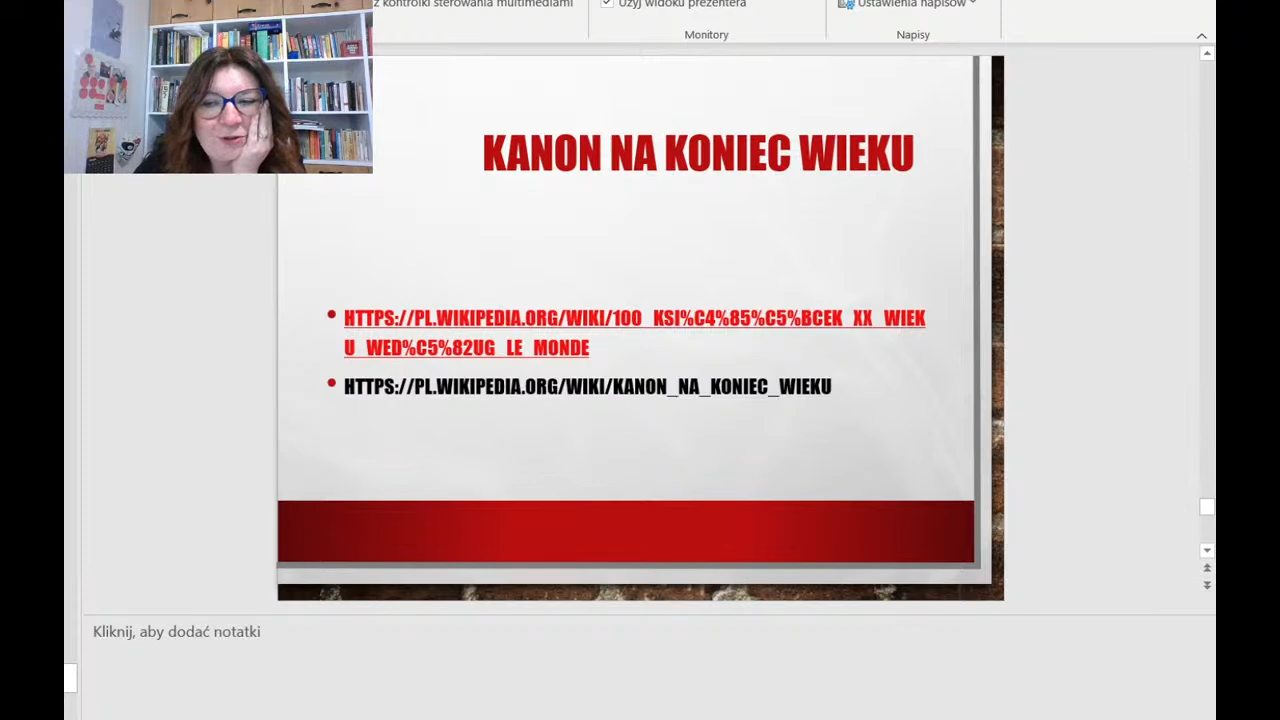 z kontrolki sterowania multimediami
Użyj widoku prezentera
Ustawienia napisów
Monitory
Napisy
KANON NA KONIEC WIEKU
• HTTPS://PL.WIKIPEDIA.ORG/WIKI/100_KSI%C4%85%C5%BCEK_XX_WIEK
U_WED%C5%82UG_LE_MONDE
• HTTPS://PL.WIKIPEDIA.ORG/WIKI/KANON_NA_KONIEC_WIEKU
Kliknij, aby dodać notatki